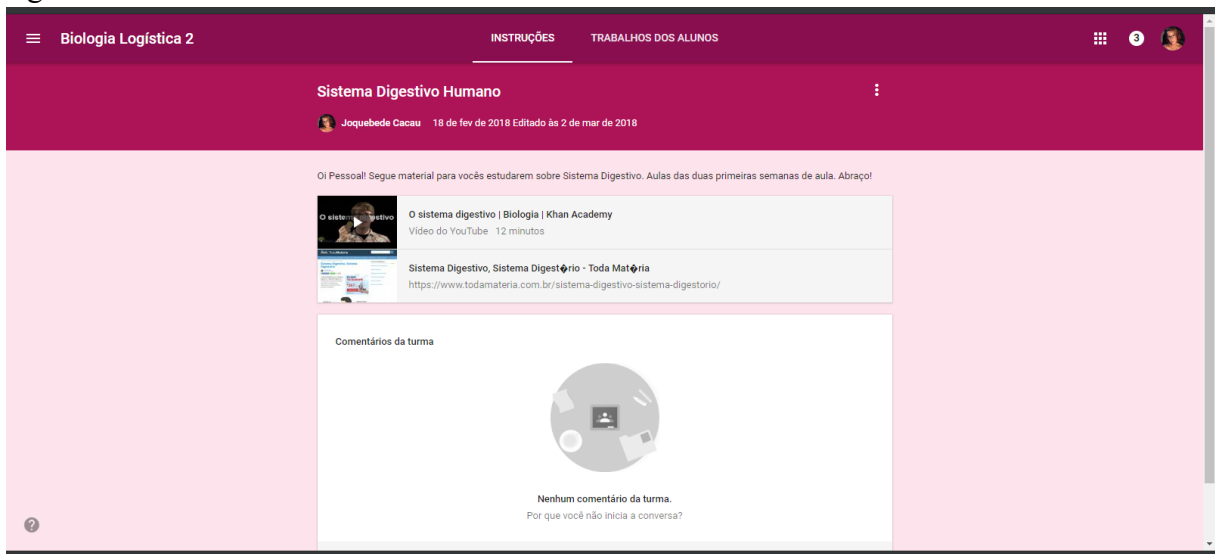 Biologia Logística 2
INSTRUÇÕES
TRABALHOS DOS ALUNOS
3
Sistema Digestivo Humano
Joquebede Cacau 18 de fev de 2018 Editado às 2 de mar de 2018
Oi Pessoal! Segue material para vocês estudarem sobre Sistema Digestivo. Aulas das duas primeiras semanas de aula. Abraço!
O sistema digestivo | Biologia | Khan Academy
Vídeo do YouTube 12 minutos
Sistema Digestivo, Sistema Digest�rio - Toda Mat�ria
https://www.todamateria.com.br/sistema-digestivo-sistema-digestorio/
Comentários da turma
Nenhum comentário da turma.
Por que você não inicia a conversa?